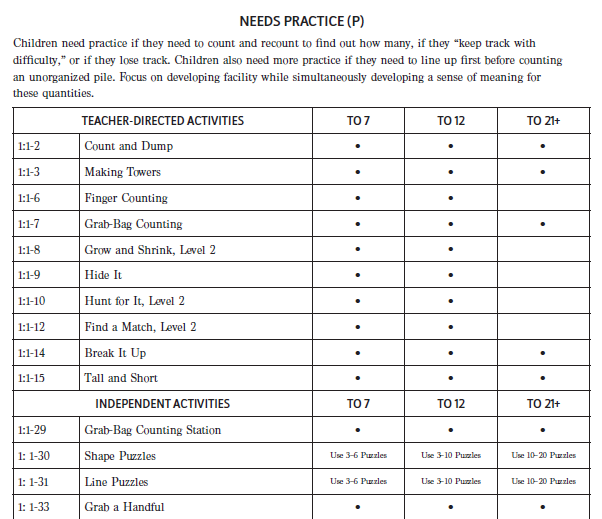 NEEDS PRACTICE (P)
Children need practice if they need to count and recount to find out how many, if they “keep track with
difficulty,” or if they lose track. Children also need more practice if they need to line up first before counting
an unorganized pile. Focus on developing facility while simultaneously developing a sense of meaning for
these quantities.
TEACHER-DIRECTED ACTIVITIES TO 7 TO 12 TO 21+
1:1-2 Count and Dump • • •
1:1-3 Making Towers • • •
1:1-6 Finger Counting • •
1:1-7 Grab-Bag Counting • • •
1:1-8 Grow and Shrink, Level 2 • •
1:1-9 Hide It • •
1:1-10 Hunt for It, Level 2 • •
1:1-12 Find a Match, Level 2 • •
1:1-14 Break It Up • • •
1:1-15 Tall and Short • • •
INDEPENDENT ACTIVITIES TO 7 TO 12 TO 21+
1:1-29 Grab-Bag Counting Station • • •
1: 1-30 Shape Puzzles Use 3-6 Puzzles Use 3-10 Puzzles Use 10-20 Puzzles
1: 1-31 Line Puzzles Use 3-6 Puzzles Use 3-10 Puzzles Use 10-20 Puzzles
1: 1-33 Grab a Handful • • •